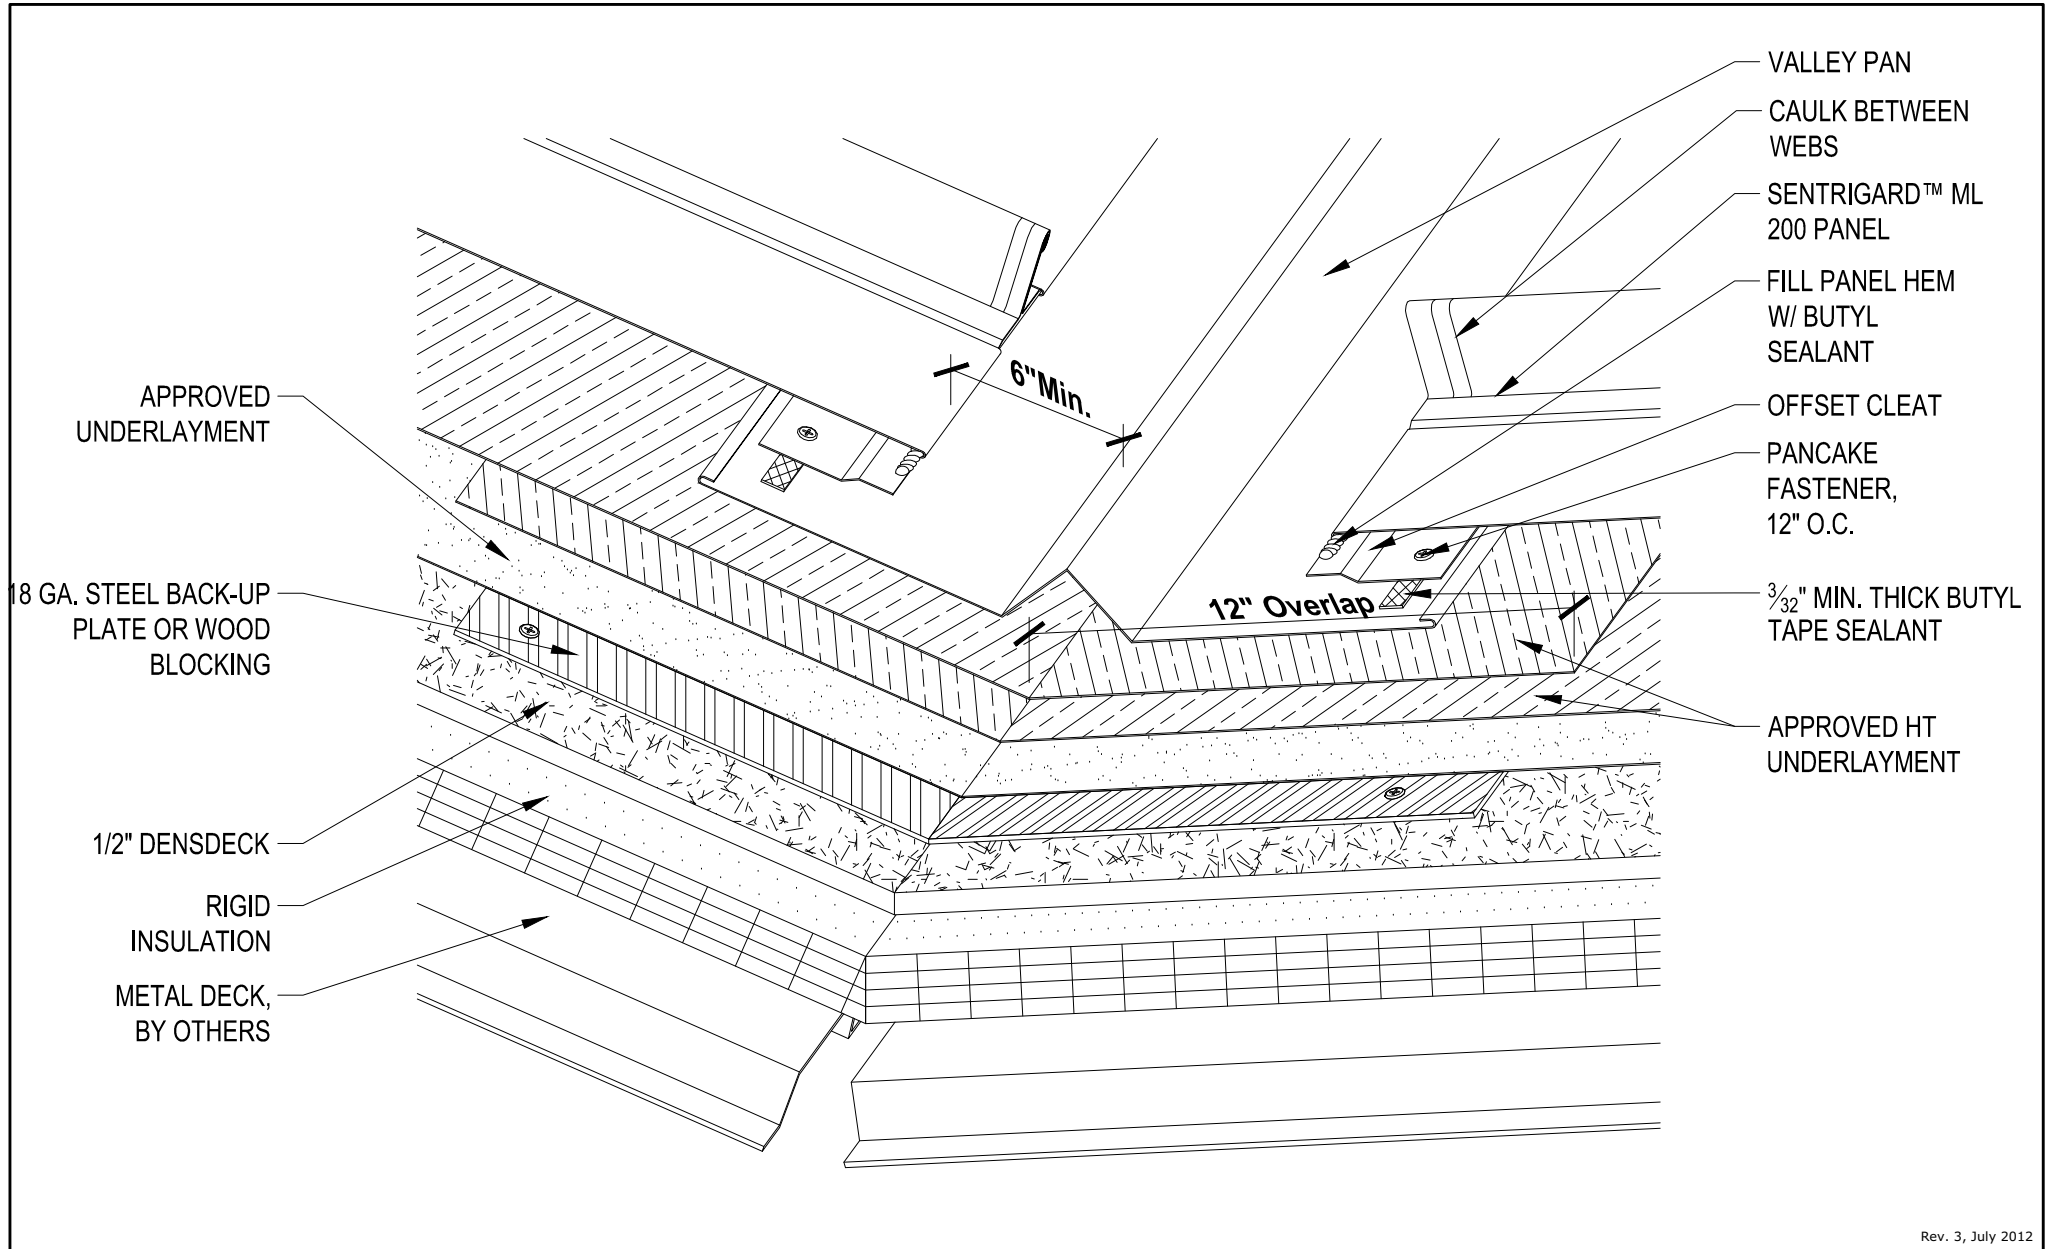 VALLEY PAN
CAULK BETWEEN
WEBS
SENTRIGARD™ ML
200 PANEL
FILL PANEL HEM
W/ BUTYL
SEALANT
OFFSET CLEAT
PANCAKE
FASTENER,
12" O.C.
3/32" MIN. THICK BUTYL
TAPE SEALANT
APPROVED HT
UNDERLAYMENT
6"Min.
12" Overlap
APPROVED
UNDERLAYMENT
18 GA. STEEL BACK-UP
PLATE OR WOOD
BLOCKING
1/2" DENSDECK
RIGID
INSULATION
METAL DECK,
BY OTHERS
Rev. 3, July 2012